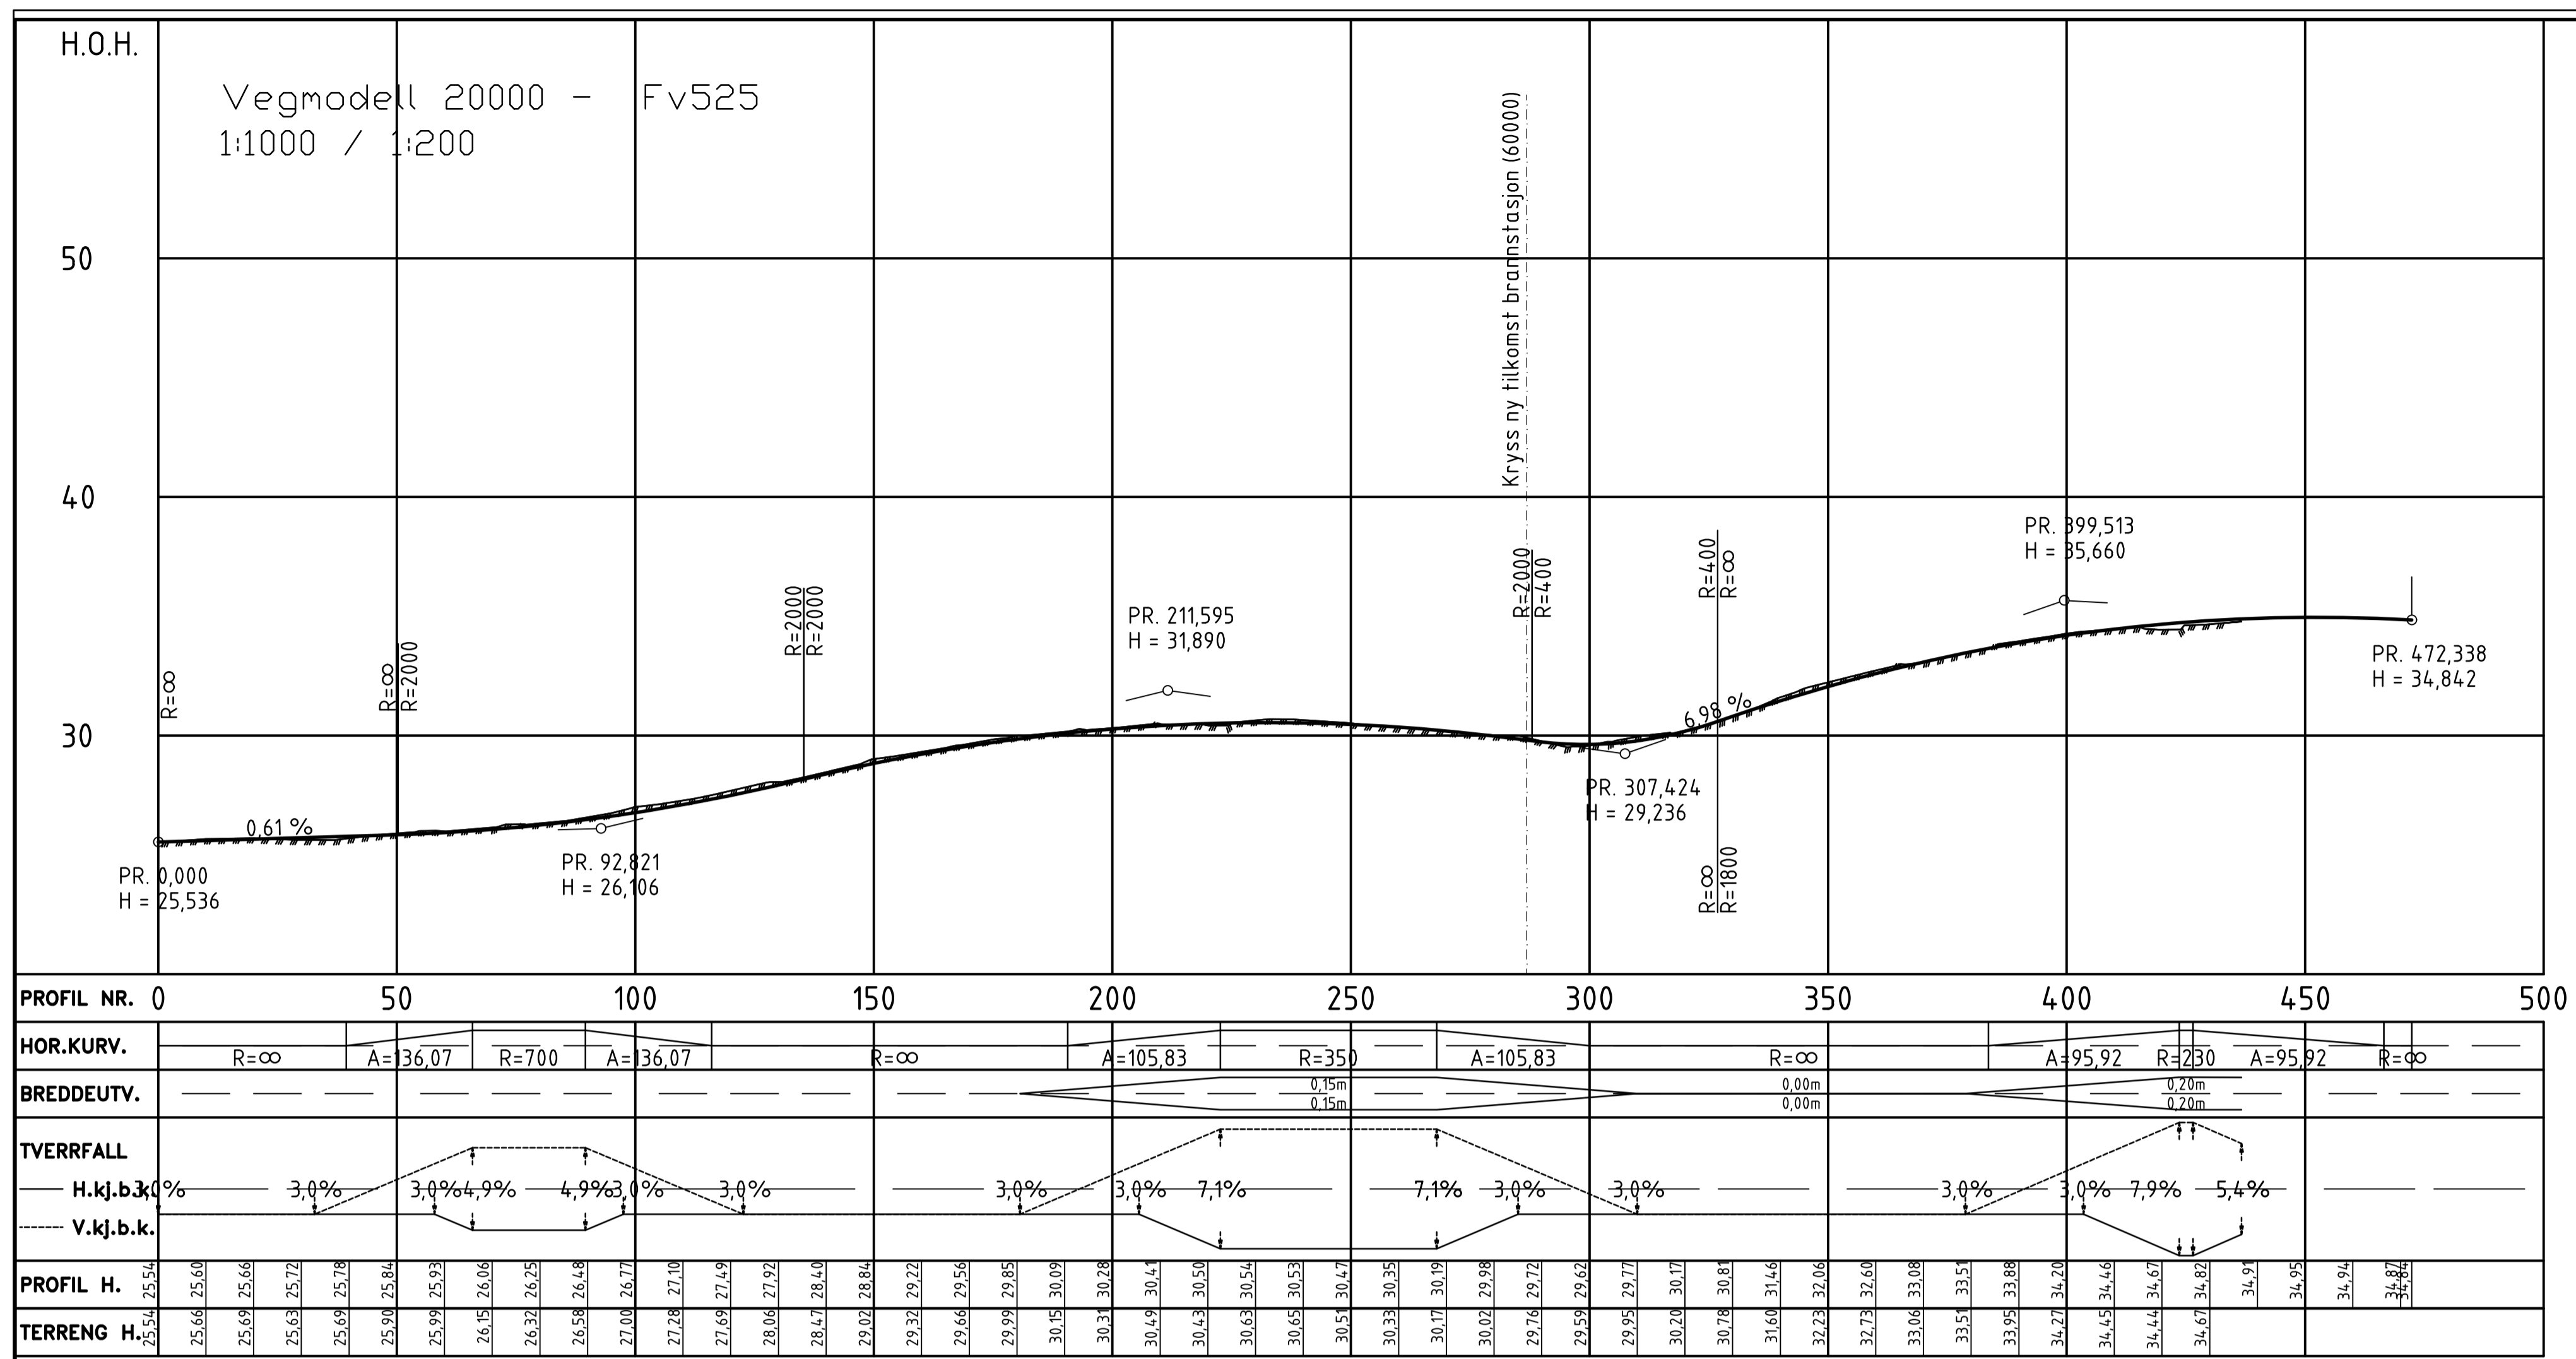 H.O.H.
Vegmodell 20000 - Fv525
1:1000 / 1:200
50
40
30
Kryss ny tilkomst brannstasjon (60000)
R=∞
R=∞
R=2000
R=2000
R=2000
R=2000
R=400
R=400
R=∞
R=∞
R=1800
PR. 0,000
H = 25,536
0,61 %
PR. 92,821
H = 26,106
PR. 211,595
H = 31,890
PR. 307,424
H = 29,236
6,98 %
PR. 399,513
H = 35,660
PR. 472,338
H = 34,842
PROFIL NR. 0 50 100 150 200 250 300 350 400 450 500
HOR.KURV. R=∞ A=136,07 R=700 A=136,07 R=∞ A=105,83 R=350 A=105,83 R=∞ A=95,92 R=230 A=95,92 R=∞
BREDDEUTV. 0,15m 0,00m 0,20m
0,15m 0,00m 0,20m
TVERRFALL
H.kj.b.k. 3,0% 3,0% 3,0% 4,9% 4,9% 3,0% 3,0% 3,0% 3,0% 7,1% 7,1% 3,0% 3,0% 3,0% 3,0% 7,9% 5,4%
V.kj.b.k.
PROFIL H. 25,54 25,60 25,66 25,72 25,78 25,84 25,93 26,06 26,25 26,48 26,77 27,10 27,49 27,92 28,40 28,84 29,22 29,56 29,85 30,09 30,28 30,41 30,50 30,54 30,53 30,47 30,35 30,19 29,98 29,72 29,62 29,77 30,17 30,81 31,46 32,06 32,60 33,08 33,51 33,88 34,20 34,46 34,67 34,82 34,91 34,95 34,94 34,87 34,84
TERRENG H. 25,54 25,66 25,69 25,63 25,69 25,90 25,99 26,15 26,32 26,58 27,00 27,28 27,69 28,06 28,47 29,02 29,32 29,66 29,99 30,15 30,31 30,49 30,43 30,63 30,65 30,51 30,33 30,17 30,02 29,76 29,59 29,95 30,20 30,78 31,60 32,23 32,73 33,06 33,51 33,95 34,27 34,45 34,44 34,67